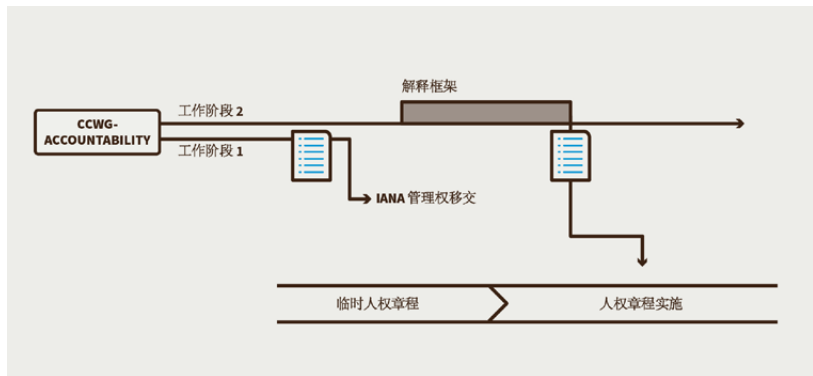 解释框架
工作阶段 2
CCWG-
ACCOUNTABILITY
工作阶段 1
IANA 管理权移交
临时人权章程
人权章程实施